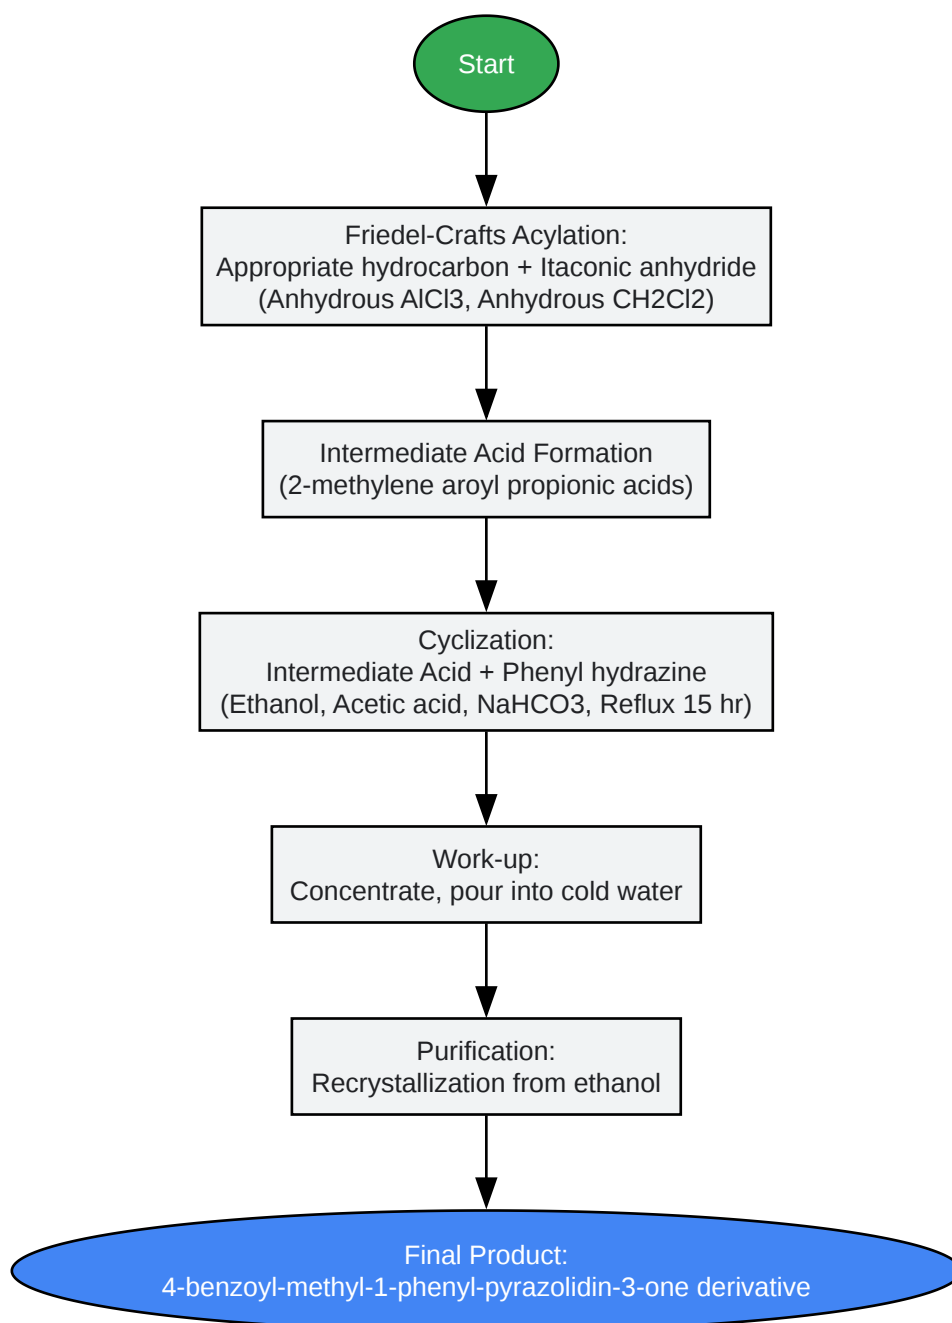 Start
Friedel-Crafts Acylation:
Appropriate hydrocarbon + Itaconic anhydride
(Anhydrous AlCl3, Anhydrous CH2Cl2)
Intermediate Acid Formation
(2-methylene aroyl propionic acids)
Cyclization:
Intermediate Acid + Phenyl hydrazine
(Ethanol, Acetic acid, NaHCO3, Reflux 15 hr)
Work-up:
Concentrate, pour into cold water
Purification:
Recrystallization from ethanol
Final Product:
4-benzoyl-methyl-1-phenyl-pyrazolidin-3-one derivative